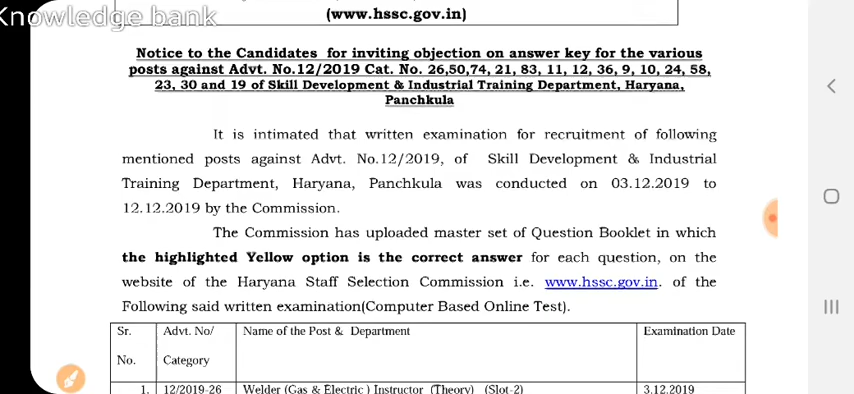 Knowledge bank
(www.hssc.gov.in)
Notice to the Candidates for inviting objection on answer key for the various
posts against Advt. No.12/2019 Cat. No. 26,50,74, 21, 83, 11, 12, 36, 9, 10, 24, 58,
23, 30 and 19 of Skill Development & Industrial Training Department, Haryana,
Panchkula
It is intimated that written examination for recruitment of following
mentioned posts against Advt. No.12/2019, of Skill Development & Industrial
Training Department, Haryana, Panchkula was conducted on 03.12.2019 to
12.12.2019 by the Commission.
The Commission has uploaded master set of Question Booklet in which
the highlighted Yellow option is the correct answer for each question, on the
website of the Haryana Staff Selection Commission i.e. www.hssc.gov.in. of the
Following said written examination(Computer Based Online Test).
Sr. Advt. No/ Name of the Post & Department Examination Date
No. Category
1. 12/2019-26 Welder (Gas & Electric ) Instructor (Theory) (Slot-2) 3.12.2019